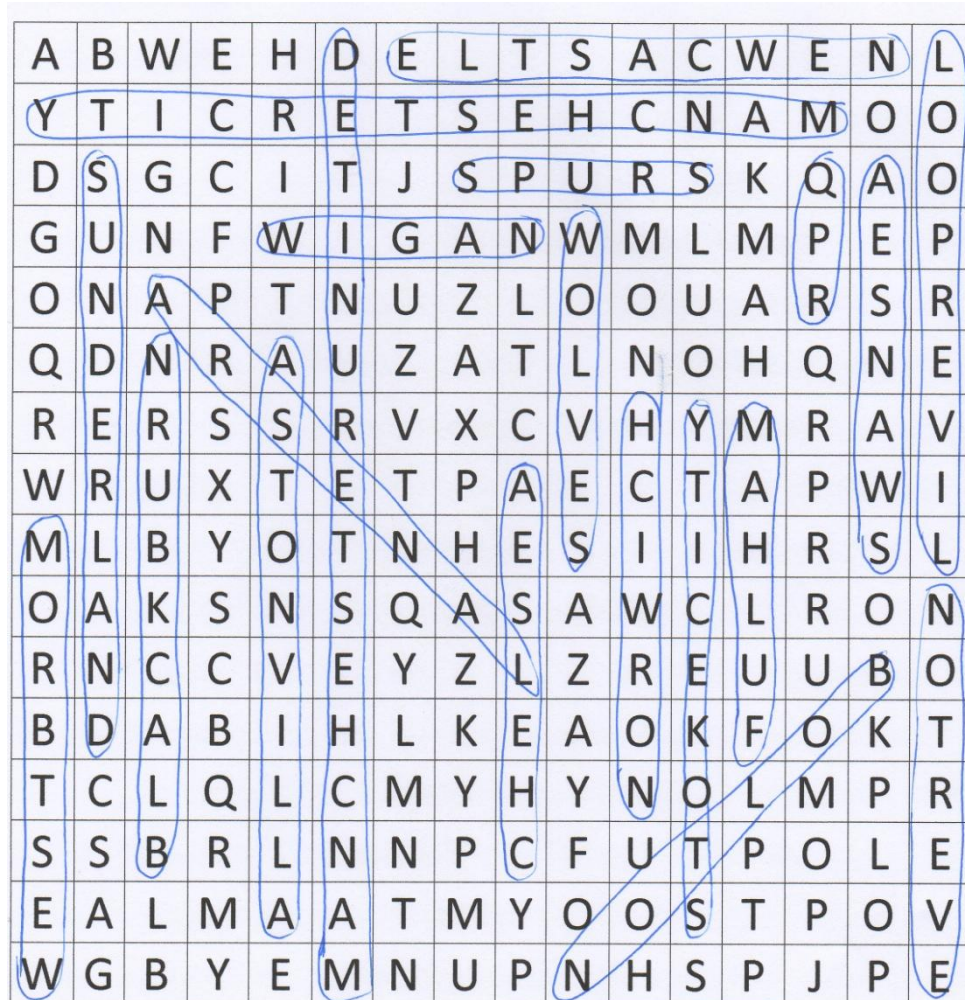 A B W E H D E L T S A C W E N L
Y T I C R E T S E H C N A M O O
D S G C I T J S P U R S K Q A O
G U N F W I G A N W M L M P E P
O N A P T N U Z L O O U A R S R
Q D N R A U Z A T L N O H Q N E
R E R S S R V X C V H Y M R A V
W R U X T E T P A E C T A P W I
M L B Y O T N H E S I I H R S L
O A K S N S Q A S A W C L R O N
R N C C V E Y Z L Z R E U U B O
B D A B I H L K E A O K F O K T
T C L Q L C M Y H Y N O L M P R
S S B R L N N P C F U T P O L E
E A L M A A T M Y O O S T P O V
W G B Y E M N U P N H S P J P E